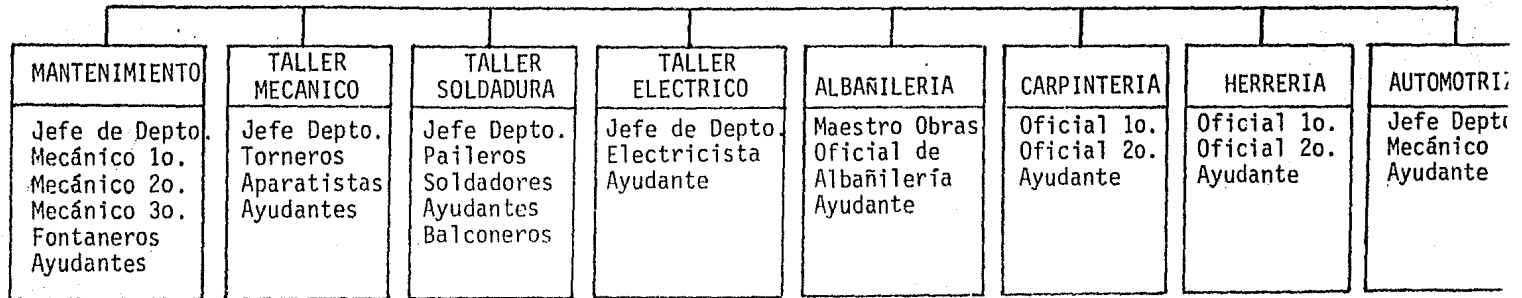 MANTENIMIENTO
Jefe de Depto.
Mecánico 1o.
Mecánico 2o.
Mecánico 3o.
Fontaneros
Ayudantes
TALLER
MECANICO
Jefe Depto.
Torneros
Aparatistas
Ayudantes
TALLER
SOLDADURA
Jefe Depto.
Paileros
Soldadores
Ayudantes
Balconeros
TALLER
ELECTRICO
Jefe de Depto.
Electricista
Ayudante
ALBAÑILERIA
Maestro Obras
Oficial de
Albañilería
Ayudante
CARPINTERIA
Oficial 1o.
Oficial 2o.
Ayudante
HERRERIA
Oficial 1o.
Oficial 2o.
Ayudante
AUTOMOTRIZ
Jefe Depto
Mecánico
Ayudante